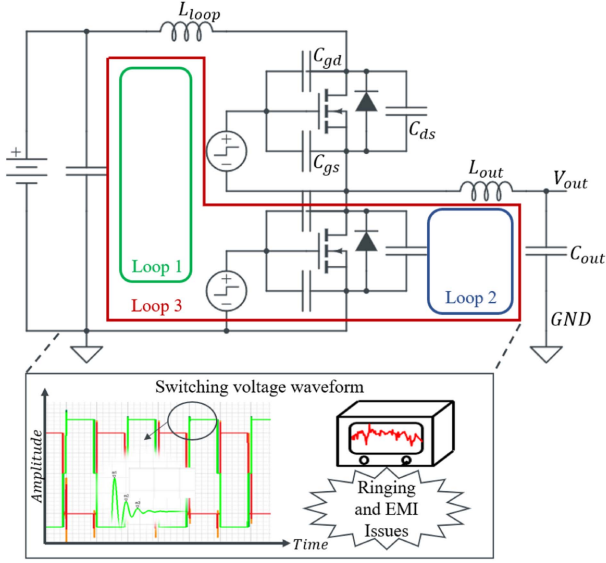 L_loop
C_gd
C_ds
C_gs
L_out
V_out
C_out
Loop 1
Loop 2
Loop 3
GND
Switching voltage waveform
Amplitude
Time
Ringing
and EMI
Issues